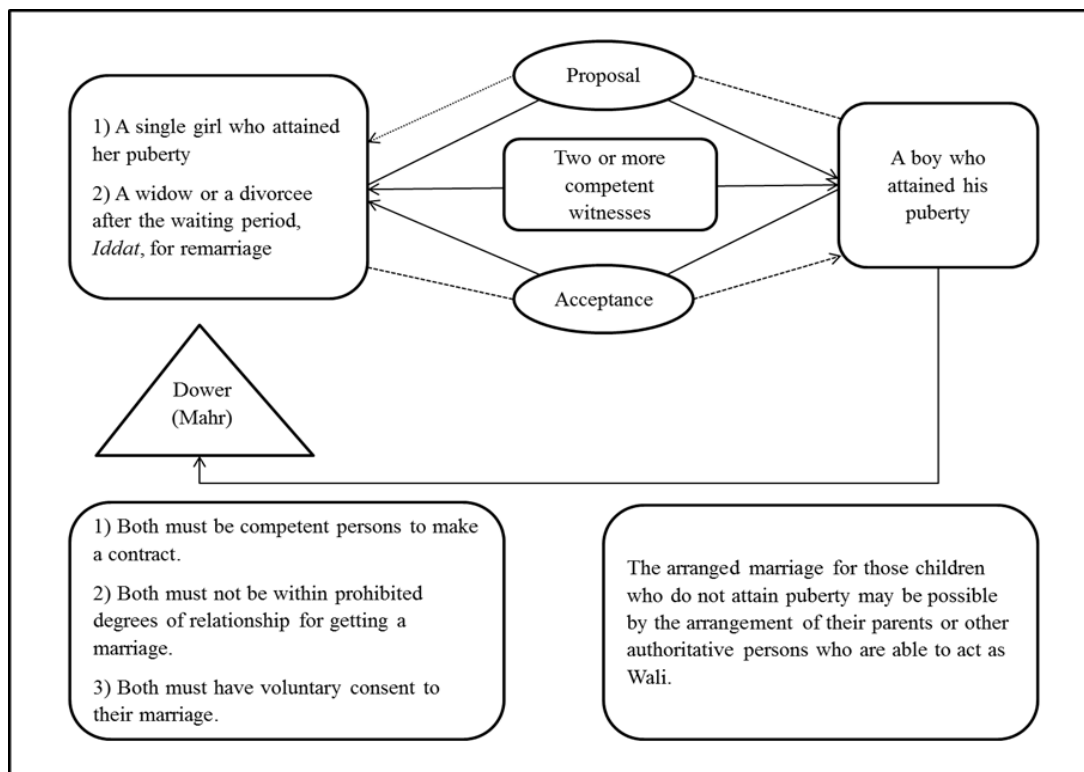 Proposal
1) A single girl who attained
her puberty
2) A widow or a divorcee
after the waiting period,
Iddat, for remarriage
Two or more
competent
witnesses
A boy who
attained his
puberty
Acceptance
Dower
(Mahr)
1) Both must be competent persons to make
a contract.
2) Both must not be within prohibited
degrees of relationship for getting a
marriage.
3) Both must have voluntary consent to
their marriage.
The arranged marriage for those children
who do not attain puberty may be possible
by the arrangement of their parents or other
authoritative persons who are able to act as
Wali.